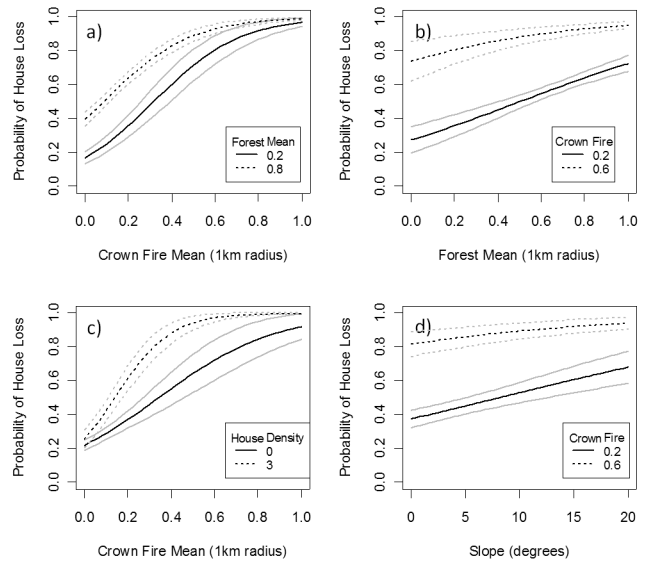 a)
Probability of House Loss
0.0 0.2 0.4 0.6 0.8 1.0
Forest Mean
0.2
0.8
0.0 0.2 0.4 0.6 0.8 1.0
Crown Fire Mean (1km radius)
b)
Probability of House Loss
0.0 0.2 0.4 0.6 0.8 1.0
Crown Fire
0.2
0.6
0.0 0.2 0.4 0.6 0.8 1.0
Forest Mean (1km radius)
c)
Probability of House Loss
0.0 0.2 0.4 0.6 0.8 1.0
House Density
0
3
0.0 0.2 0.4 0.6 0.8 1.0
Crown Fire Mean (1km radius)
d)
Probability of House Loss
0.0 0.2 0.4 0.6 0.8 1.0
Crown Fire
0.2
0.6
0 5 10 15 20
Slope (degrees)